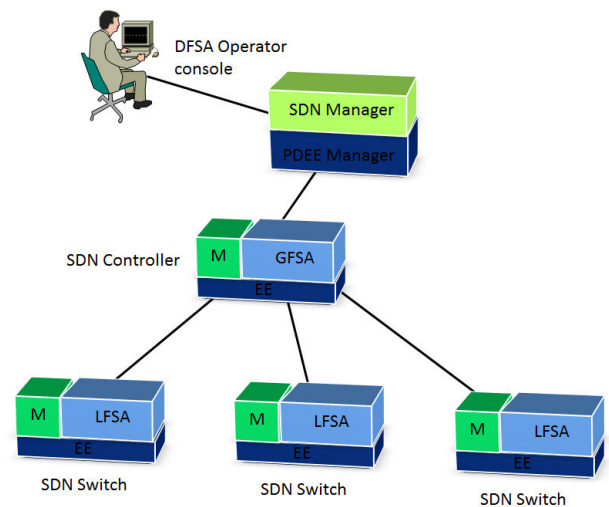 DFSA Operator
console
SDN Manager
PDEE Manager
SDN Controller
M
GFSA
EE
M
LFSA
EE
SDN Switch
M
LFSA
EE
SDN Switch
M
LFSA
EE
SDN Switch